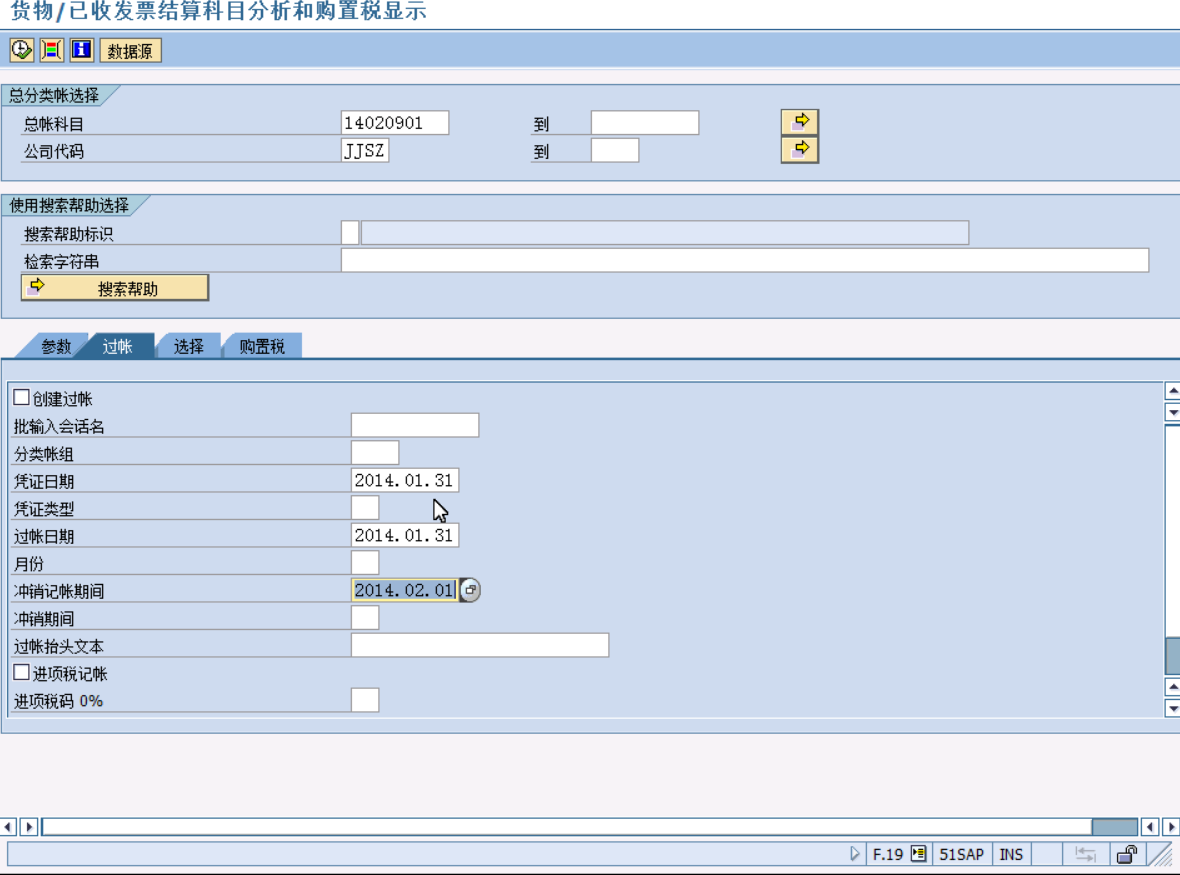 货物/已收发票结算科目分析和购置税显示
数据源
总分类帐选择
总帐科目 14020901 到
公司代码 JJSZ 到
使用搜索帮助选择
搜索帮助标识
检索字符串
搜索帮助
参数 过帐 选择 购置税
创建过帐
批输入会话名
分类帐组
凭证日期 2014.01.31
凭证类型
过帐日期 2014.01.31
月份
冲销记帐期间 2014.02.01
冲销期间
过帐抬头文本
进项税记帐
进项税码 0%
F.19 51SAP INS